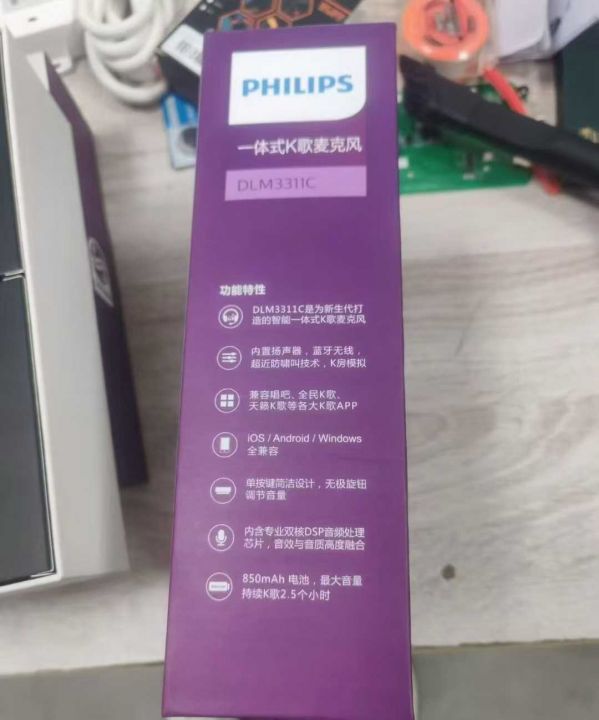 PHILIPS
一体式K歌麦克风
DLM3311C
功能特性
DLM3311C是为新生代打
造的智能一体式K歌麦克风
内置扬声器，蓝牙无线，
超近防啸叫技术，K房模拟
兼容唱吧、全民K歌、
天籁K歌等各大K歌APP
iOS / Android / Windows
全兼容
单按键简洁设计，无极旋钮
调节音量
内含专业双核DSP音频处理
芯片，音效与音质高度融合
850mAh 电池，最大音量
持续K歌2.5个小时